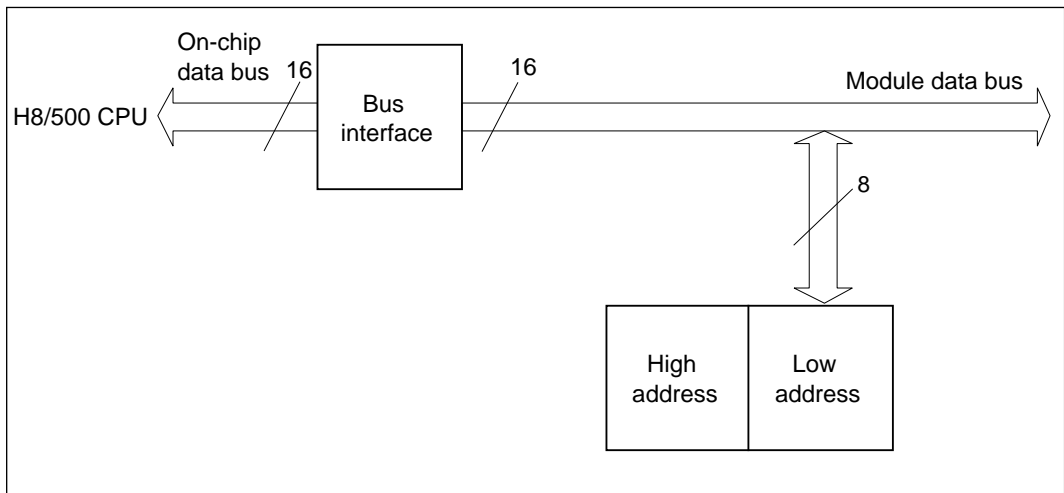 On-chip
data bus
16
16
Module data bus
H8/500 CPU
Bus
interface
8
High
address
Low
address